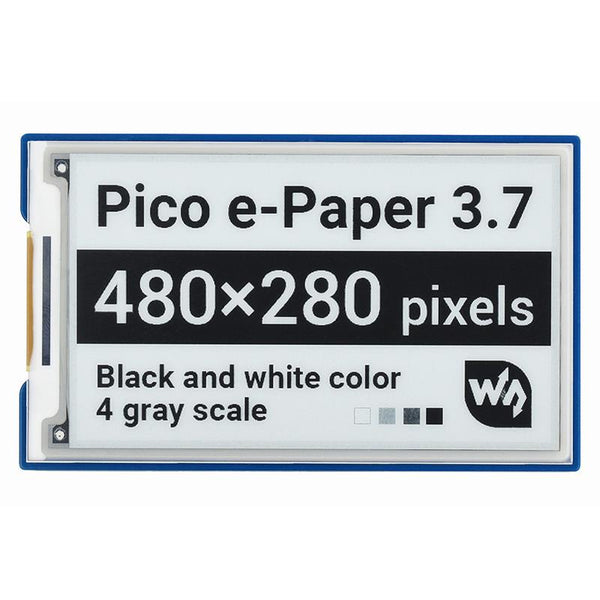 Pico e-Paper 3.7
480×280 pixels
Black and white color
4 gray scale